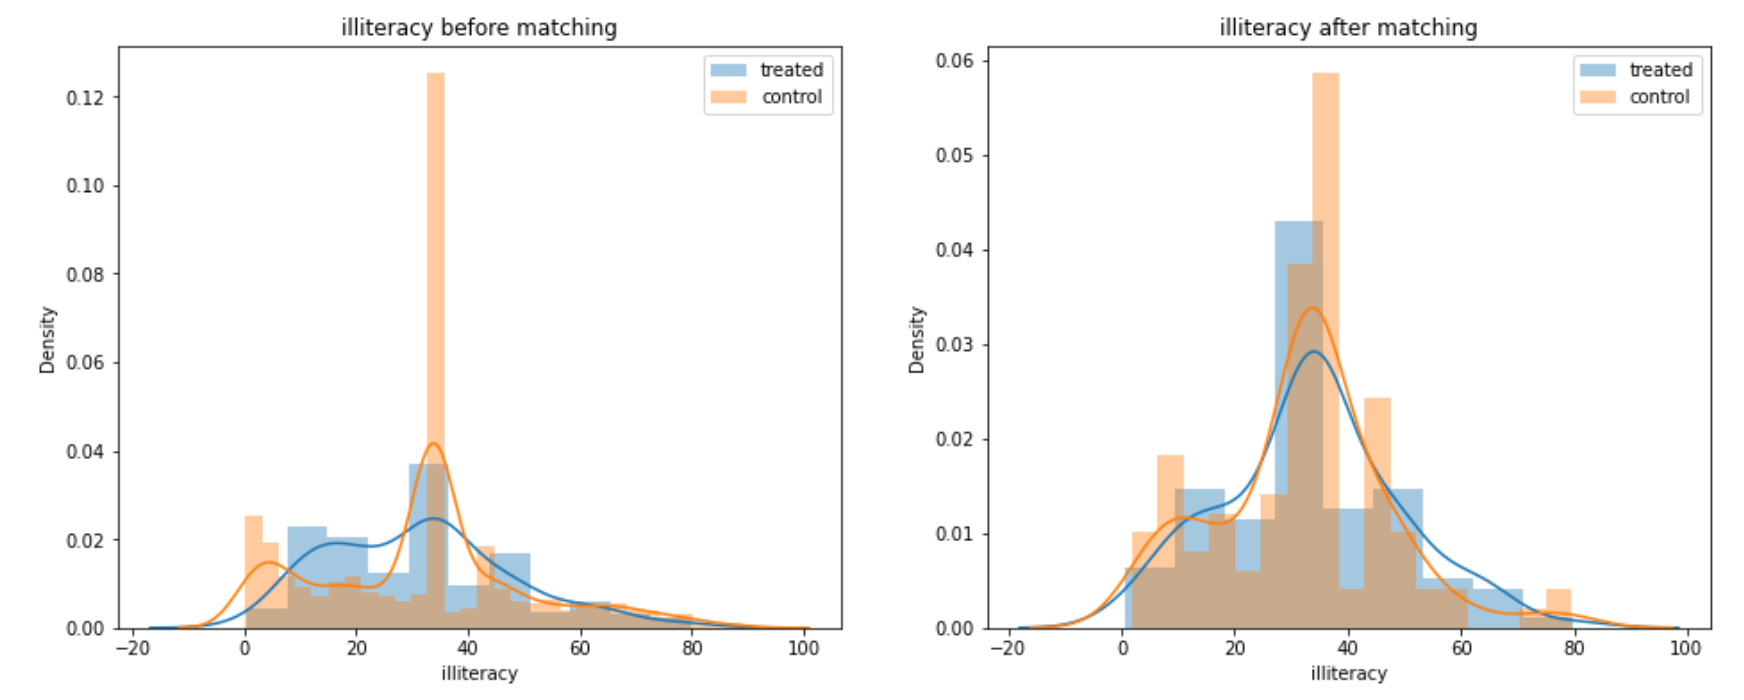 illiteracy before matching
treated
control
Density
0.12
0.10
0.08
0.06
0.04
0.02
0.00
−20 0 20 40 60 80 100
illiteracy
illiteracy after matching
treated
control
Density
0.06
0.05
0.04
0.03
0.02
0.01
0.00
−20 0 20 40 60 80 100
illiteracy